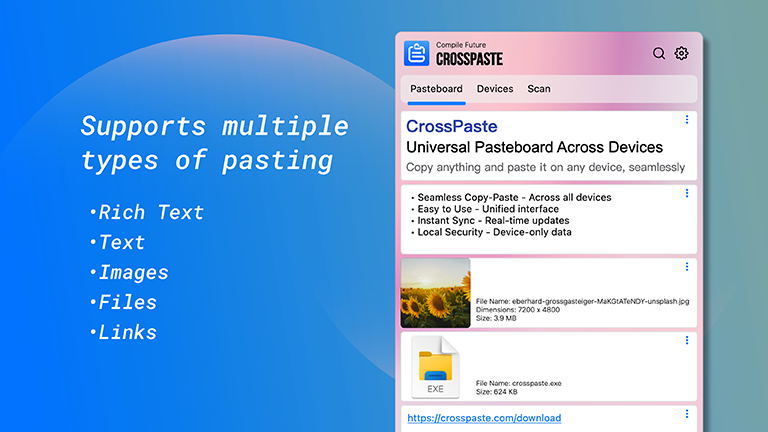 Supports multiple
types of pasting
•Rich Text
•Text
•Images
•Files
•Links
Compile Future
CROSSPASTE
Pasteboard Devices Scan
CrossPaste
Universal Pasteboard Across Devices
Copy anything and paste it on any device, seamlessly
• Seamless Copy-Paste - Across all devices
• Easy to Use - Unified interface
• Instant Sync - Real-time updates
• Local Security - Device-only data
File Name: eberhard-grossgasteiger-MaKGtATeNDY-unsplash.jpg
Dimensions: 7200 x 4800
Size: 3.9 MB
EXE
File Name: crosspaste.exe
Size: 624 KB
https://crosspaste.com/download